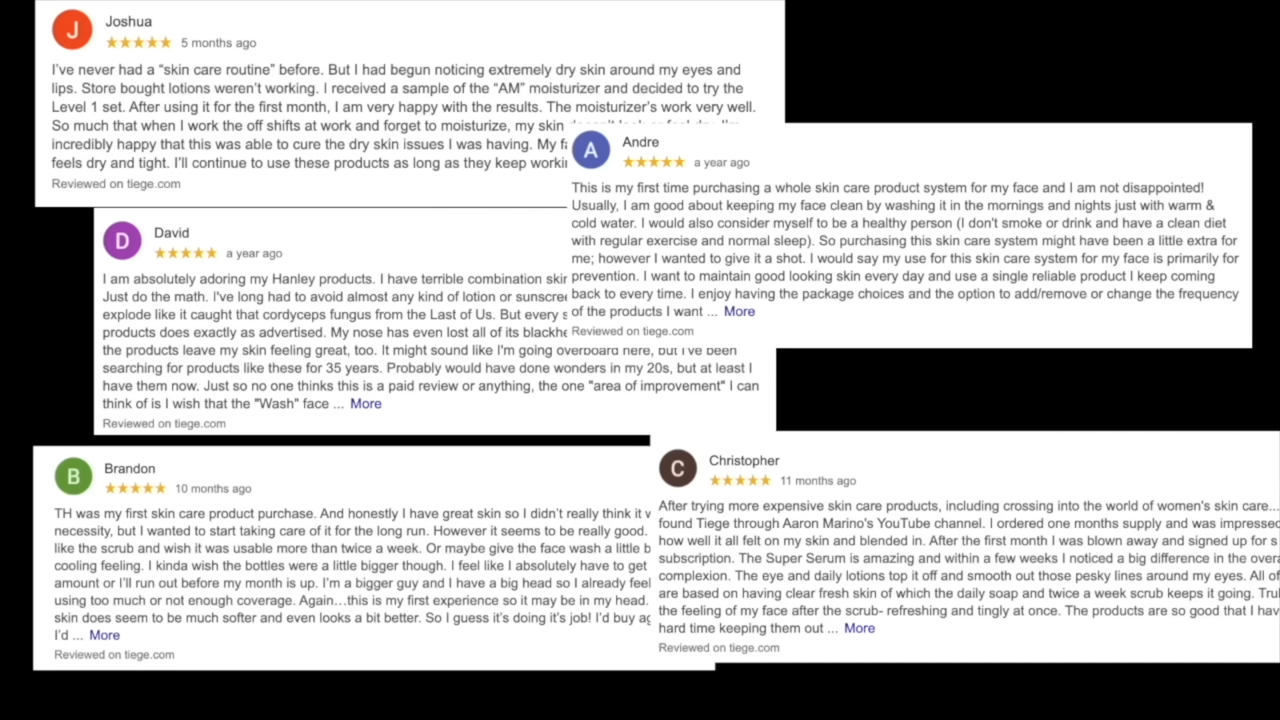 J
Joshua
5 months ago
I've never had a “skin care routine” before. But I had begun noticing extremely dry skin around my eyes and
lips. Store bought lotions weren't working. I received a sample of the “AM” moisturizer and decided to try the
Level 1 set. After using it for the first month, I am very happy with the results. The moisturizer's work very well.
So much that when I work the off shifts at work and forget to moisturize, my skin
incredibly happy that this was able to cure the dry skin issues I was having. My
feels dry and tight. I'll continue to use these products as long as they keep
Reviewed on tiege.com
A
Andre
a year ago
This is my first time purchasing a whole skin care product system for my face and I am not disappointed!
Usually, I am good about keeping my face clean by washing it in the mornings and nights just with warm &
cold water. I would also consider myself to be a healthy person (I don't smoke or drink and have a clean diet
with regular exercise and normal sleep). So purchasing this skin care system might have been a little extra for
me; however I wanted to give it a shot. I would say my use for this skin care system for my face is primarily for
prevention. I want to maintain good looking skin every day and use a single reliable product I keep coming
back to every time. I enjoy having the package choices and the option to add/remove or change the frequency
of the products I want ... More
Reviewed on tiege.com
D
David
a year ago
I am absolutely adoring my Hanley products. I have terrible combination
Just do the math. I've long had to avoid almost any kind of lotion or
explode like it caught that cordyceps fungus from the Last of Us. But every
products does exactly as advertised. My nose has even lost all of its
the products leave my skin feeling great, too. It might sound like I'm going overboard here, but I've been
searching for products like these for 35 years. Probably would have done wonders in my 20s, but at least I
have them now. Just so no one thinks this is a paid review or anything, the one "area of improvement" I can
think of is I wish that the "Wash" face ... More
Reviewed on tiege.com
B
Brandon
10 months ago
TH was my first skin care product purchase. And honestly I have great skin so I didn't really think it
necessity, but I wanted to start taking care of it for the long run. However it seems to be really good.
like the scrub and wish it was usable more than twice a week. Or maybe give the face wash a little
cooling feeling. I kinda wish the bottles were a little bigger though. I feel like I absolutely have to get
amount or I'll run out before my month is up. I'm a bigger guy and I have a big head so I already
using too much or not enough coverage. Again…this is my first experience so it may be in my head.
skin does seem to be much softer and even looks a bit better. So I guess it's doing it's job! I'd buy
I'd ... More
Reviewed on tiege.com
C
Christopher
11 months ago
After trying more expensive skin care products, including crossing into the world of women's skin care...
found Tiege through Aaron Marino's YouTube channel. I ordered one months supply and was impressed
how well it all felt on my skin and blended in. After the first month I was blown away and signed up for
subscription. The Super Serum is amazing and within a few weeks I noticed a big difference in the
complexion. The eye and daily lotions top it off and smooth out those pesky lines around my eyes. All of
are based on having clear fresh skin of which the daily soap and twice a week scrub keeps it going.
the feeling of my face after the scrub- refreshing and tingly at once. The products are so good that I
hard time keeping them out ... More
Reviewed on tiege.com